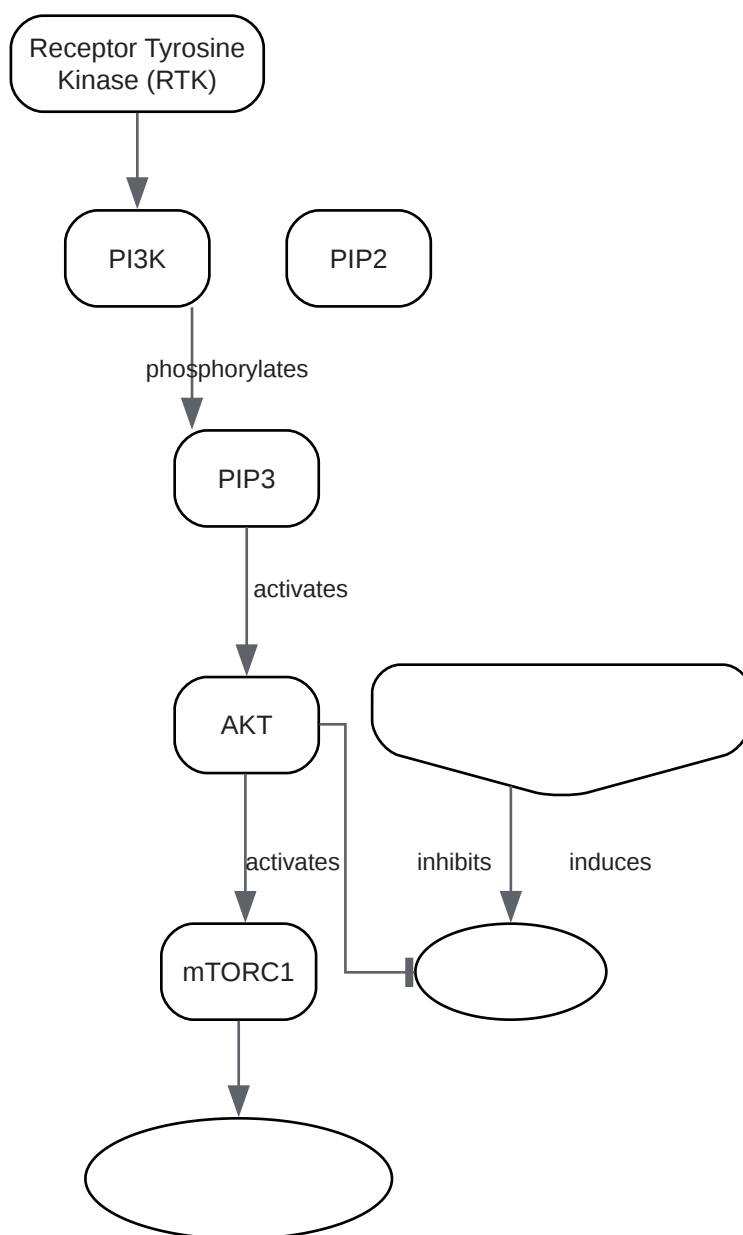 Receptor Tyrosine
Kinase (RTK)
PI3K
PIP2
phosphorylates
PIP3
activates
AKT
activates
inhibits
induces
mTORC1